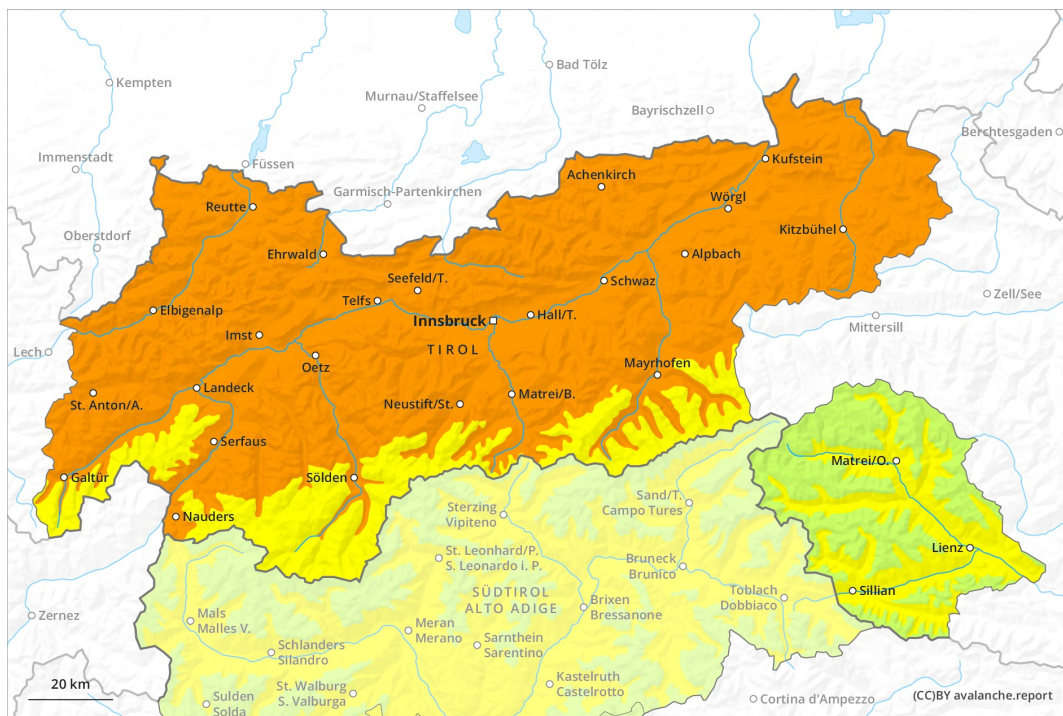 Kempten
Bad Tölz
Murnau/Staffelsee
Bayrischzell
Berchtesgaden
Immenstadt
Füssen
Kufstein
Achenkirch
Garmisch-Partenkirchen
Wörgl
Reutte
Oberstdorf
Kitzbühel
Ehrwald
Alpbach
Seefeld/T.
Schwaz
Telfs
Zell/See
Elbigenalp
Innsbruck
Hall/T.
Mittersill
Imst
TIROL
Lech
Oetz
Mayrhofen
Landeck
St. Anton/A.
Neustift/St.
Matrei/B.
Serfaus
Matrei/O.
Galtür
Sölden
Sand/T.
Campo Tures
Sterzing
Vipiteno
Nauders
Lienz
St. Leonhard/P.
S. Leonardo i. P.
Bruneck
Brunico
SÜDTIROL
ALTO ADIGE
Toblach
Dobbiaco
Sillian
Zernez
Mals
Malles V.
Brixen
Bressanone
Meran
Merano
Schlanders
Silandro
Sarnthein
Sarentino
20 km
St. Walburg
S. Valburga
Kastelruth
Castelrotto
Sulden
Solda
Cortina d'Ampezzo
(CC)BY avalanche.report